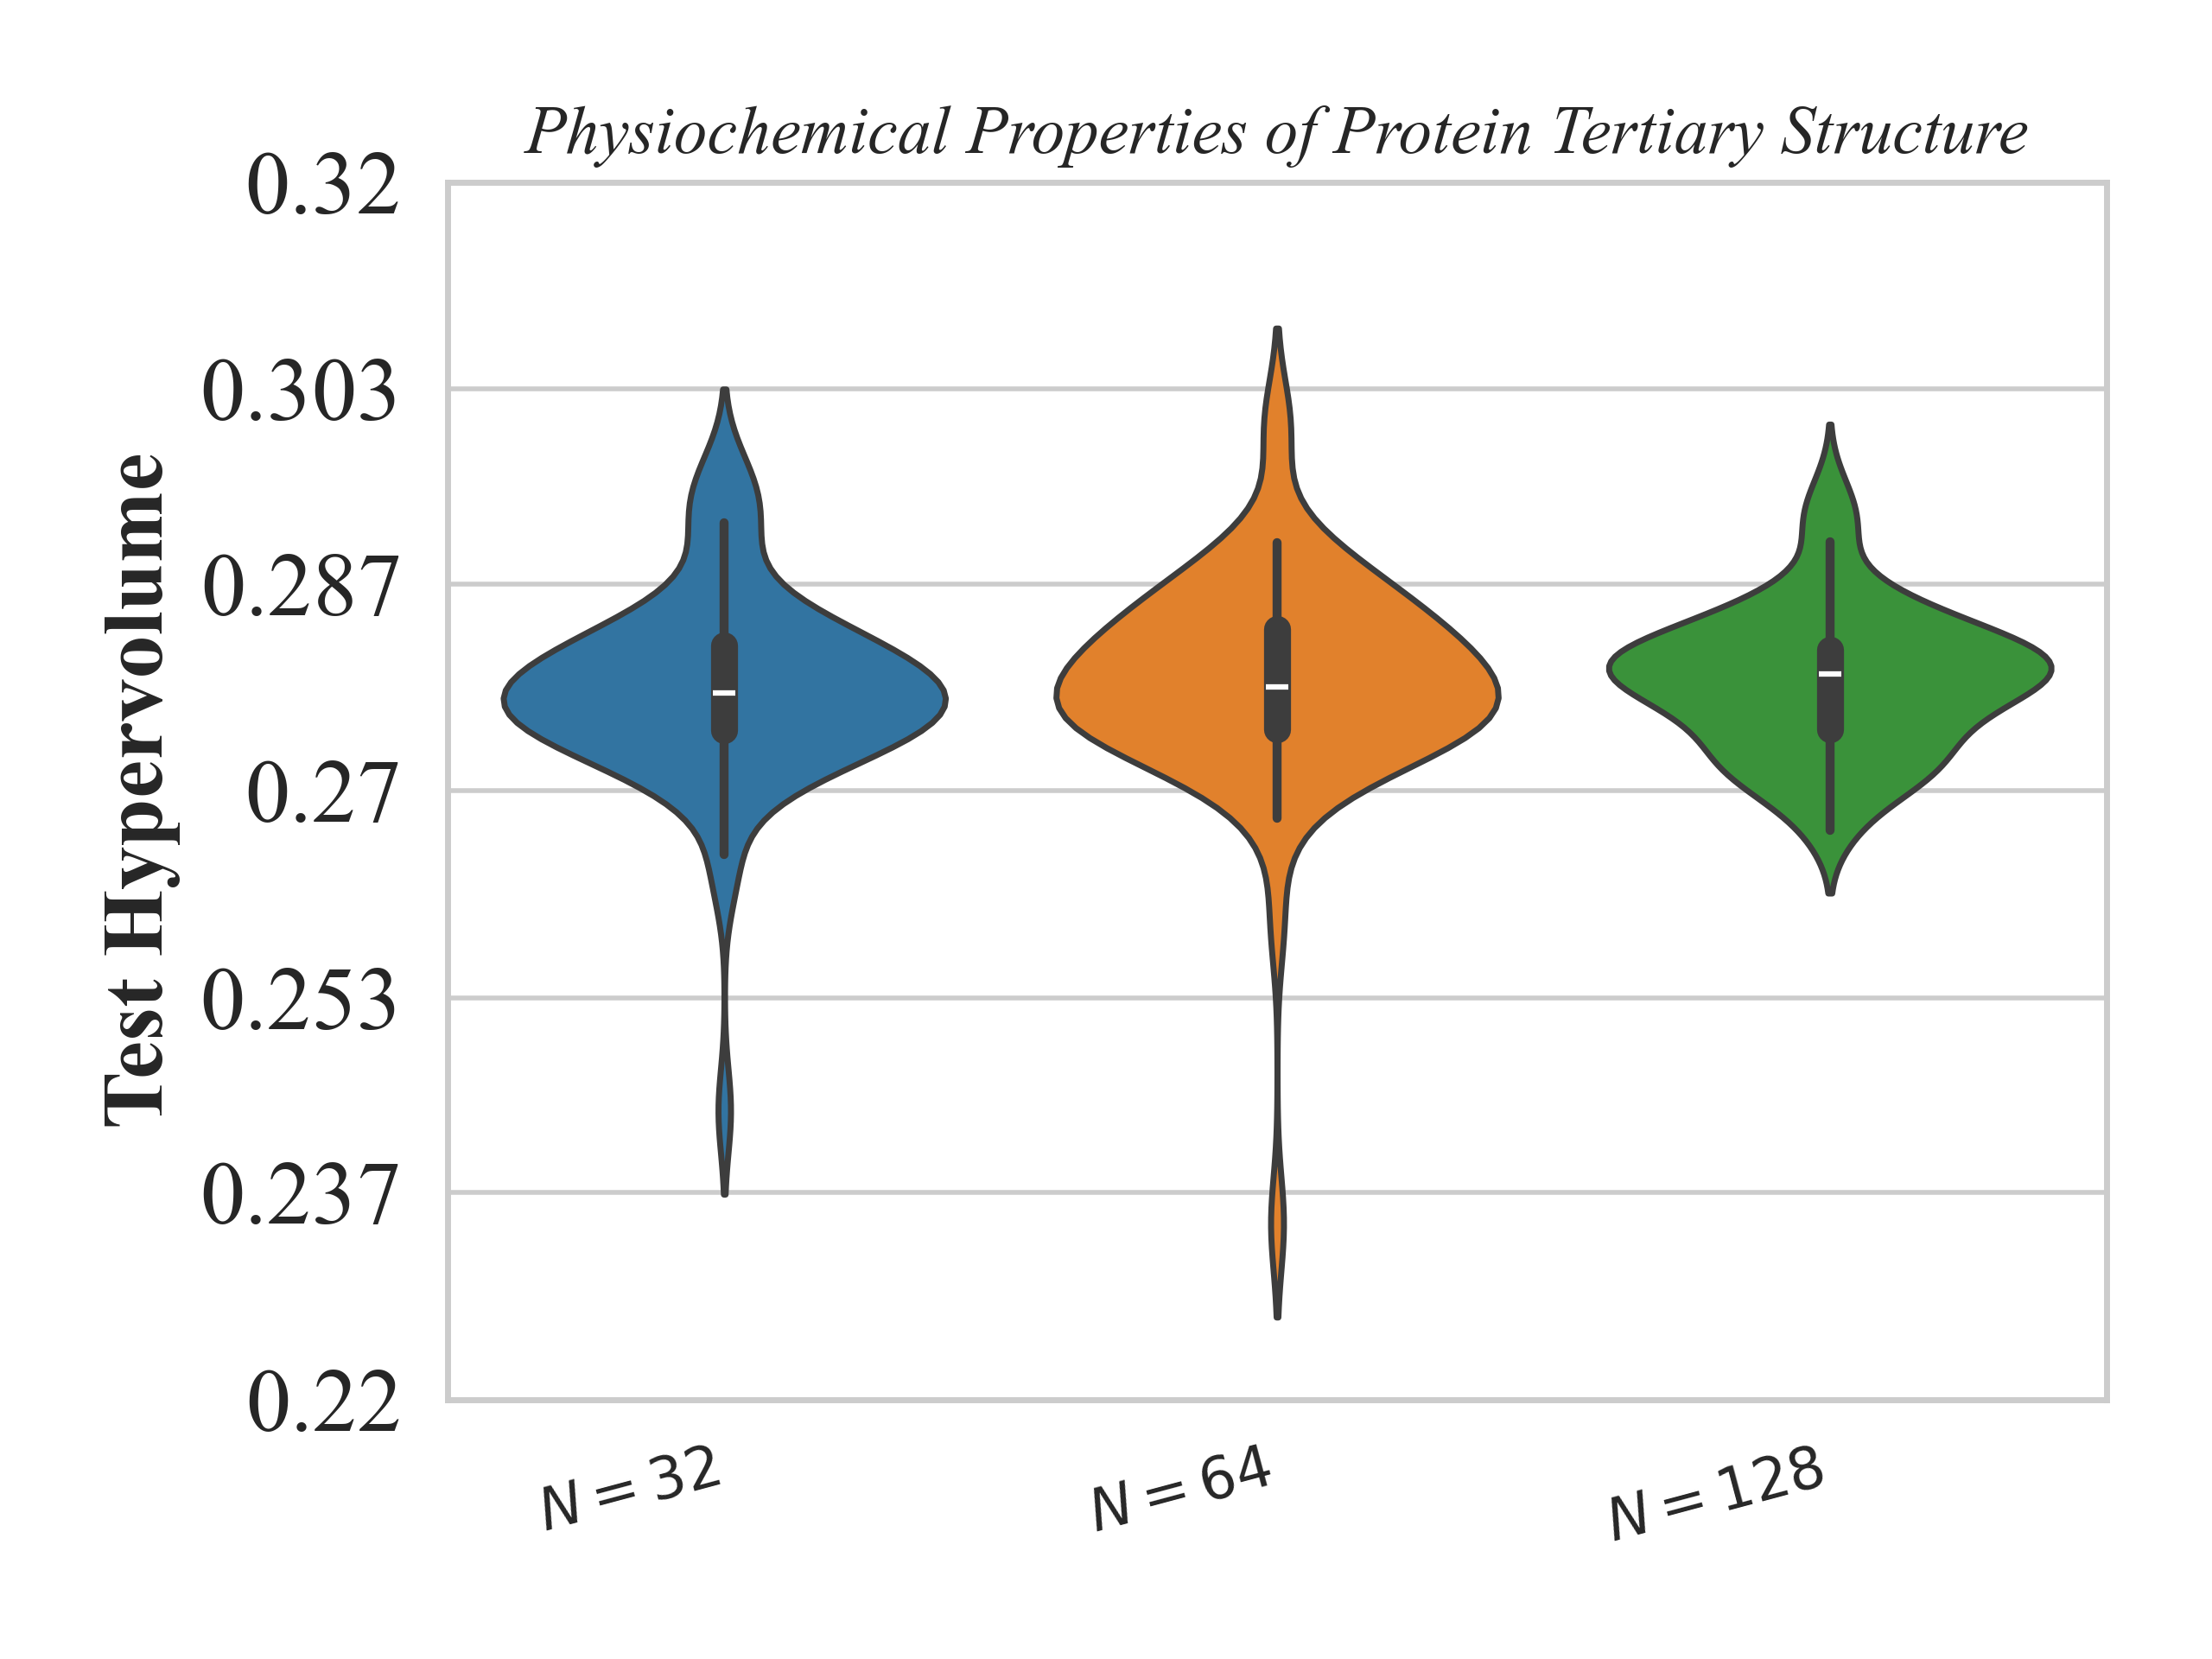 Physiochemical Properties of Protein Tertiary Structure
Test Hypervolume
0.32
0.303
0.287
0.27
0.253
0.237
0.22
N = 32
N = 64
N = 128